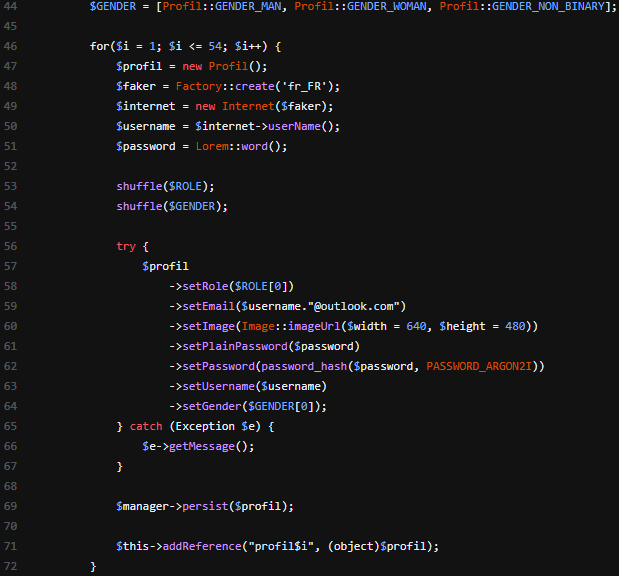 44 $GENDER = [Profil::GENDER_MAN, Profil::GENDER_WOMAN, Profil::GENDER_NON_BINARY];
45
46 for($i = 1; $i <= 54; $i++) {
47 $profil = new Profil();
48 $faker = Factory::create('fr_FR');
49 $internet = new Internet($faker);
50 $username = $internet->userName();
51 $password = Lorem::word();
52
53 shuffle($ROLE);
54 shuffle($GENDER);
55
56 try {
57 $profil
58 ->setRole($ROLE[0])
59 ->setEmail($username."@outlook.com")
60 ->setImage(Image::imageUrl($width = 640, $height = 480))
61 ->setPlainPassword($password)
62 ->setPassword(password_hash($password, PASSWORD_ARGON2I))
63 ->setUsername($username)
64 ->setGender($GENDER[0]);
65 } catch (Exception $e) {
66 $e->getMessage();
67 }
68
69 $manager->persist($profil);
70
71 $this->addReference("profil$i", (object)$profil);
72 }